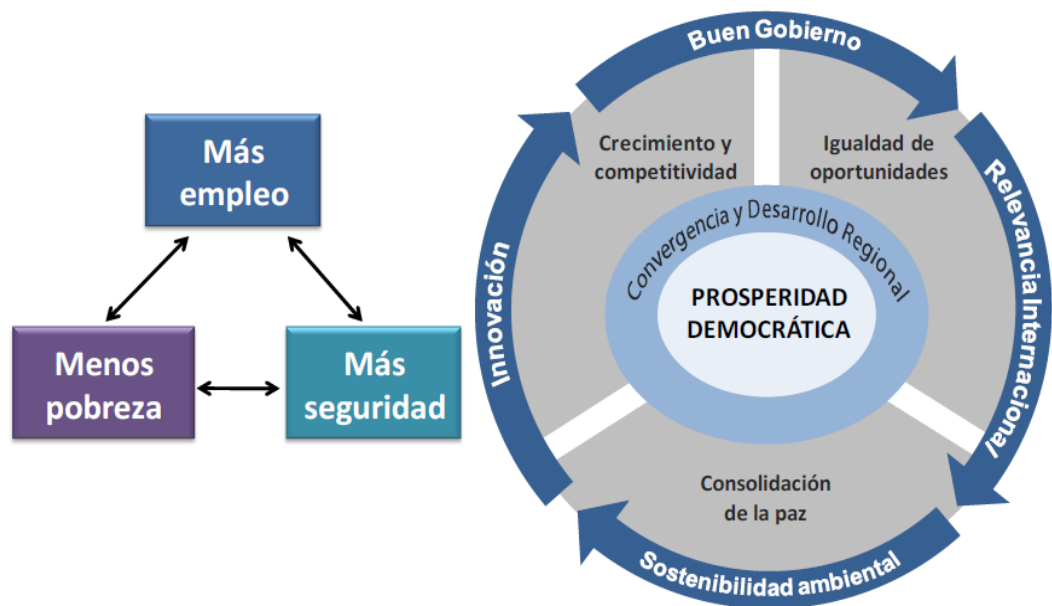 Más
empleo
Menos
pobreza
Más
seguridad
Buen Gobierno
Relevancia Internacional
Sostenibilidad ambiental
Innovación
Crecimiento y
competitividad
Igualdad de
oportunidades
Convergencia y Desarrollo Regional
PROSPERIDAD
DEMOCRÁTICA
Consolidación
de la paz